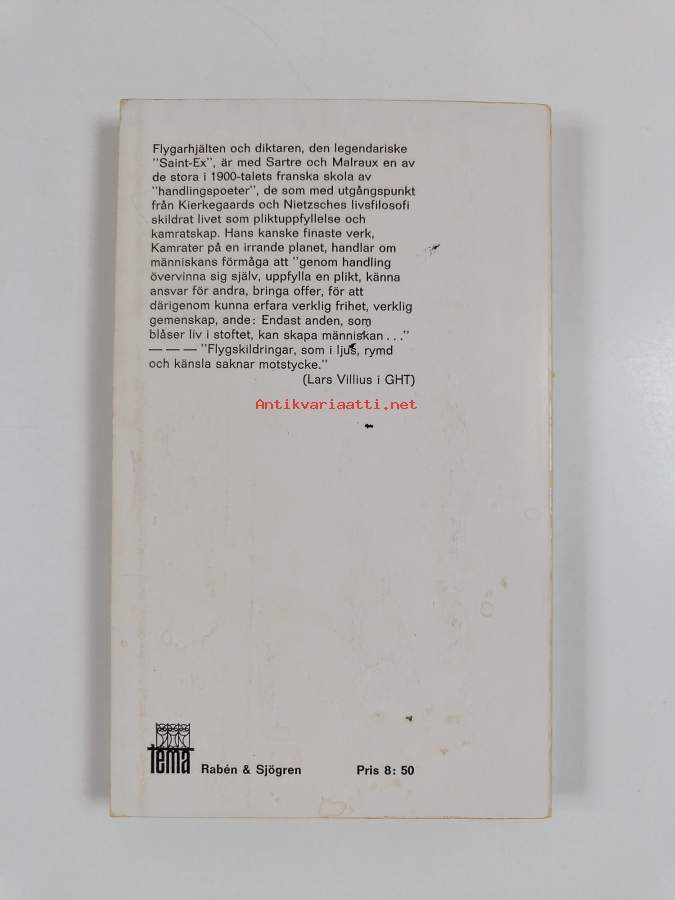 Flygarhjälten och diktaren, den legendariske
"Saint-Ex", är med Sartre och Malraux en av
de stora i 1900-talets franska skola av
"handlingspoeter", de som med utgångspunkt
från Kierkegaards och Nietzsches livsfilosofi
skildrat livet som pliktuppfyllelse och
kamratskap. Hans kanske finaste verk,
Kamrater på en irrande planet, handlar om
människans förmåga att "genom handling
övervinna sig själv, uppfylla en plikt, känna
ansvar för andra, bringa offer, för att
därigenom kunna erfara verklig frihet, verklig
gemenskap, ande: Endast anden, som
blåser liv i stoftet, kan skapa människan . . ."
— — — "Flygskildringar, som i ljus, rymd
och känsla saknar motstycke."
(Lars Villius i GHT)
Antikvariaatti.net
tema
Rabén & Sjögren Pris 8: 50